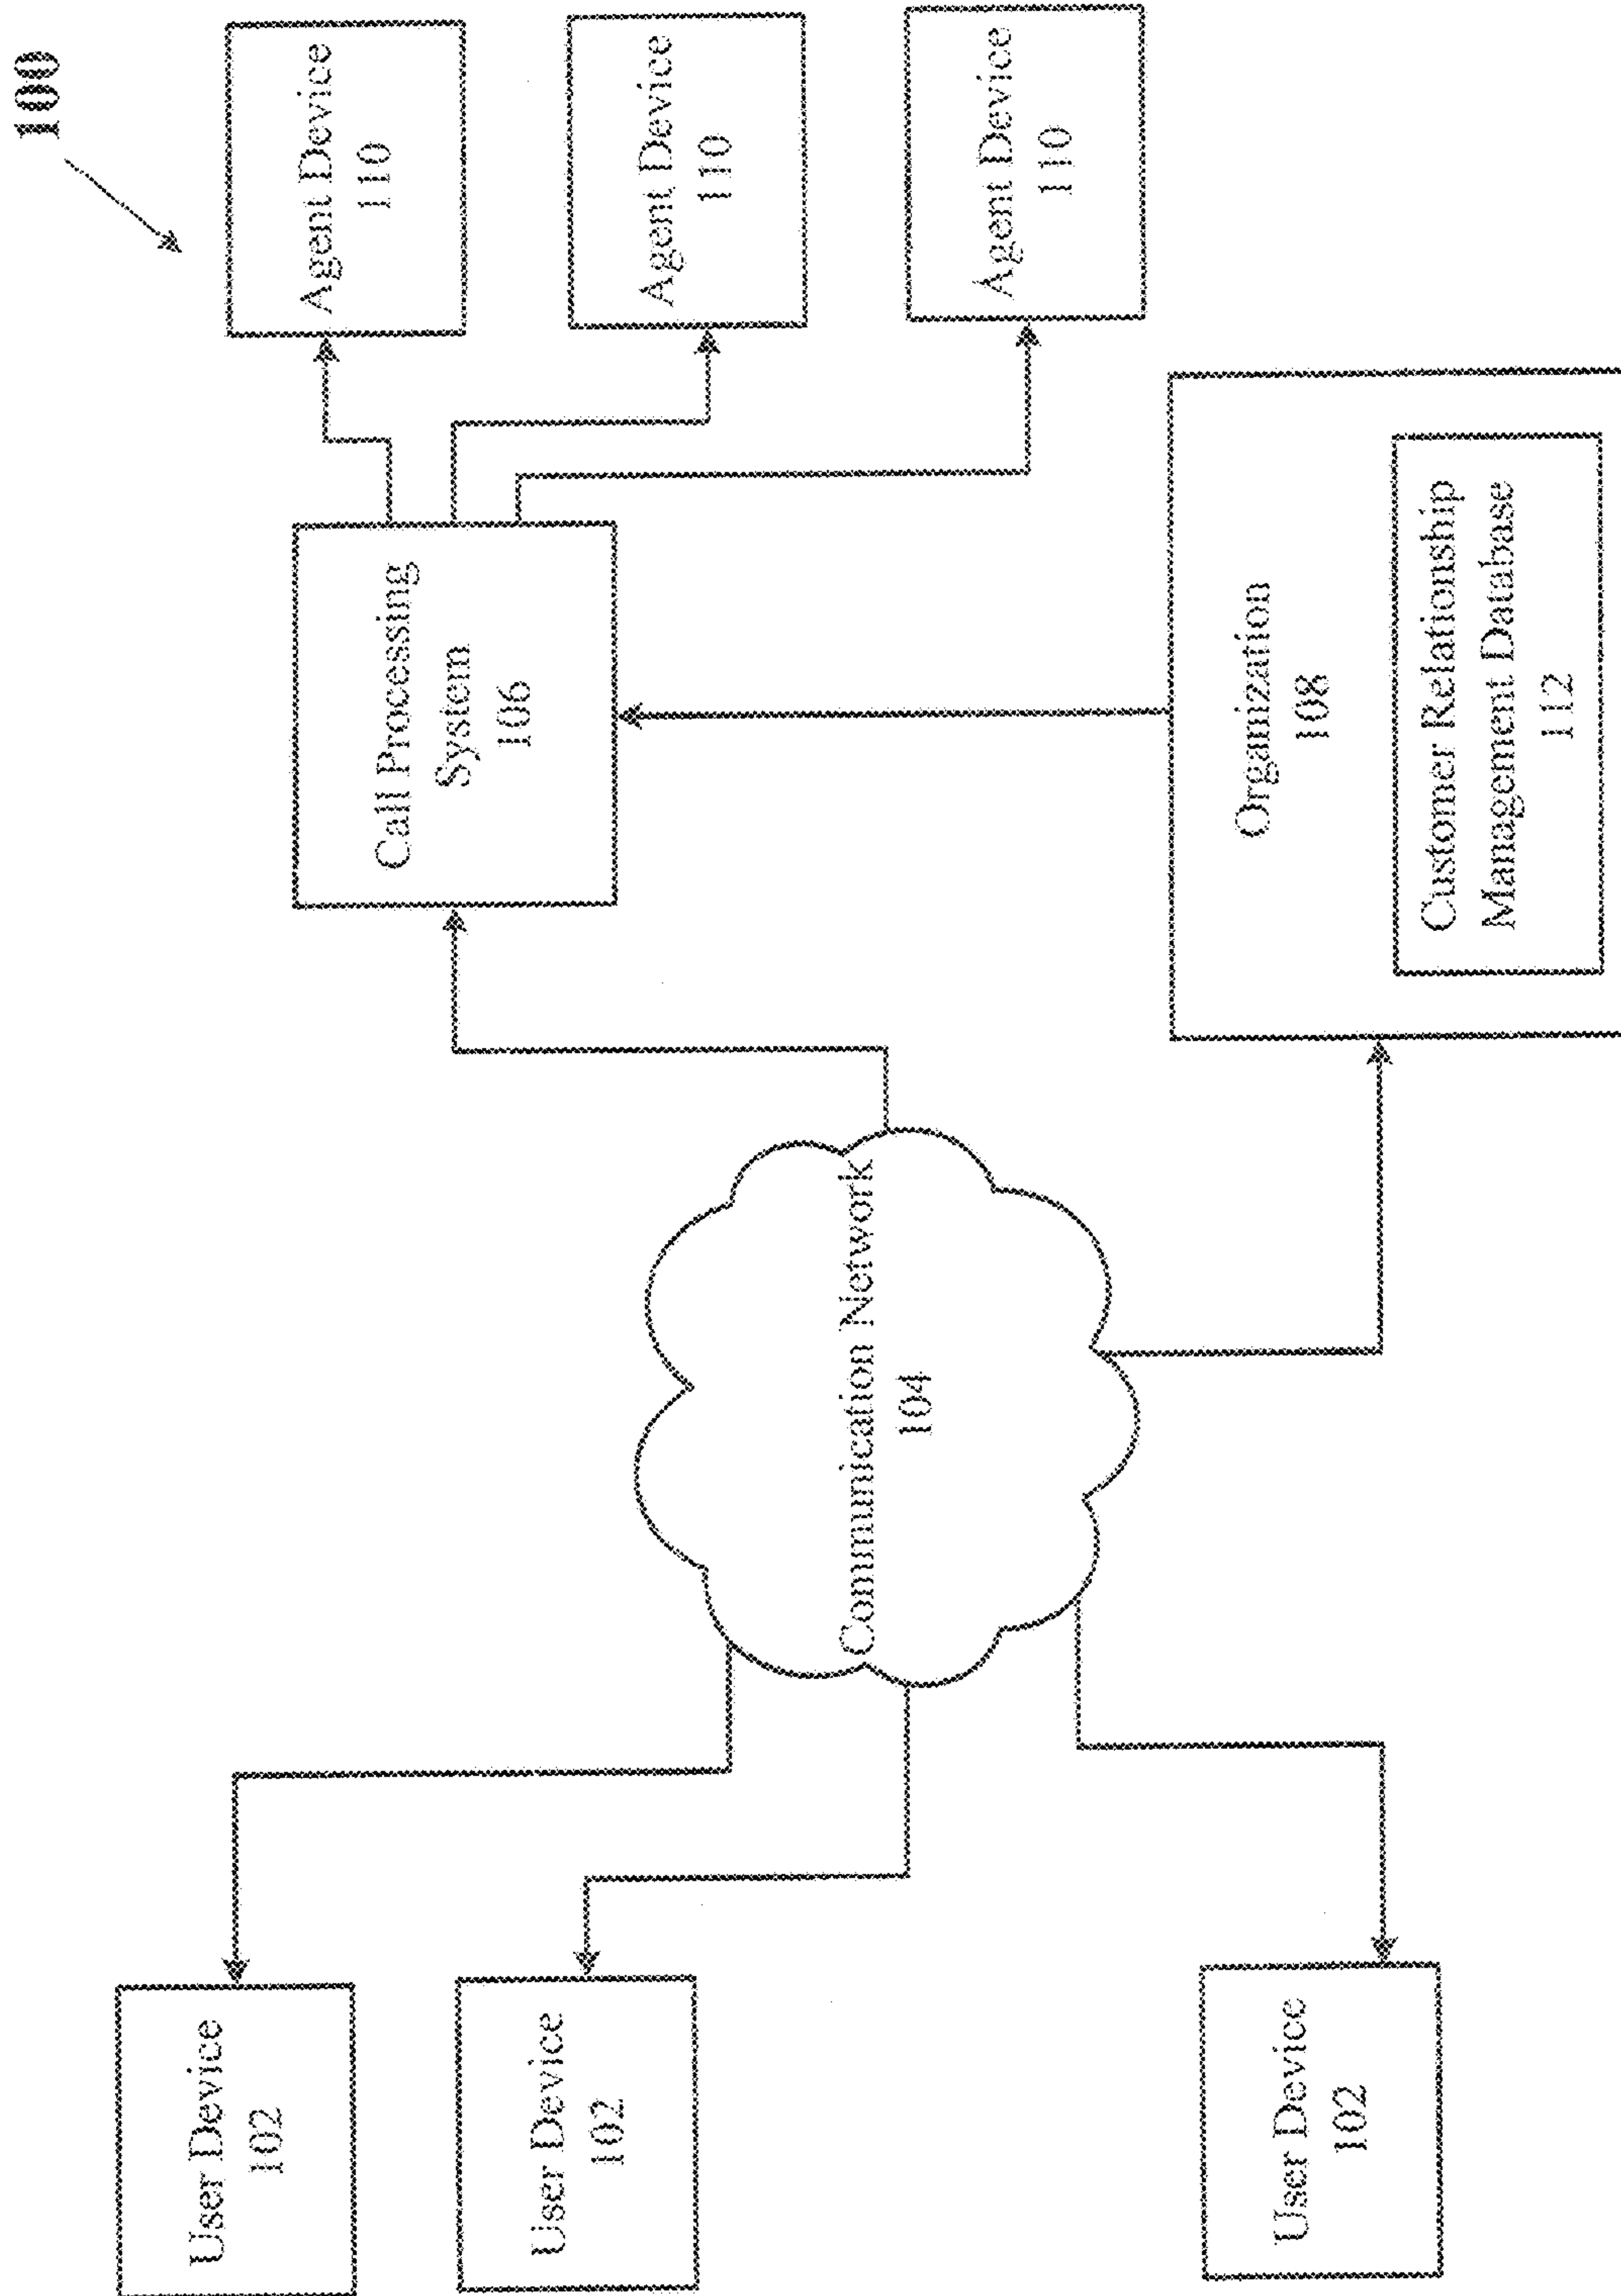 100
User Device
102
User Device
102
User Device
102
Communication Network
104
Call Processing
System
106
Organization
108
Customer Relationship
Management Database
112
Agent Device
110
Agent Device
110
Agent Device
110